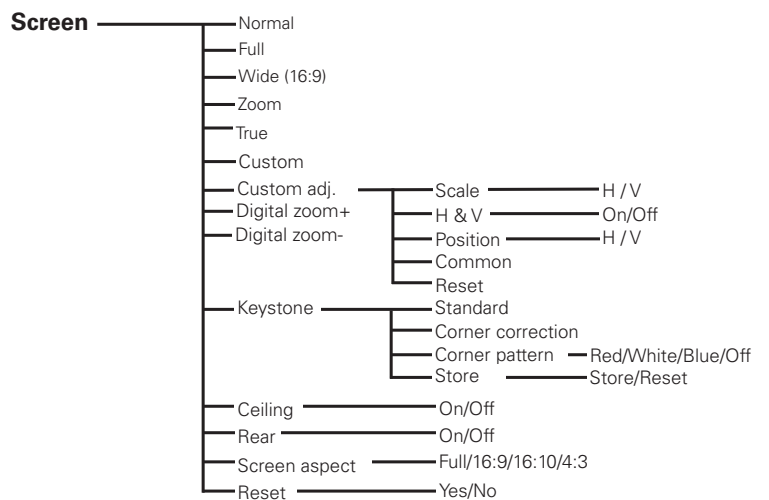 Screen Normal
Full
Wide (16:9)
Zoom
True
Custom
Custom adj. Scale H / V
Digital zoom+ H & V On/Off
Digital zoom- Position H / V
Common
Reset
Keystone Standard
Corner correction
Corner pattern Red/White/Blue/Off
Store Store/Reset
Ceiling On/Off
Rear On/Off
Screen aspect Full/16:9/16:10/4:3
Reset Yes/No